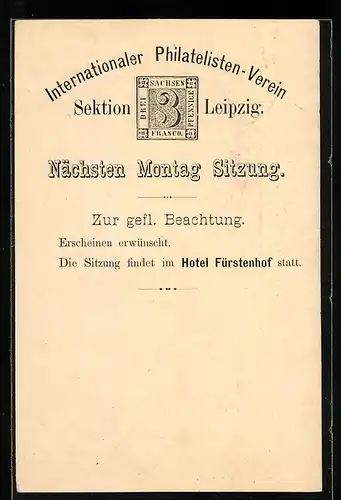 Internationaler Philatelisten-Verein
Sektion Leipzig.
SACHSEN
DREI 3 PFENNIGE
FRANCO.
Nächsten Montag Sitzung.
Zur gefl. Beachtung.
Erscheinen erwünscht.
Die Sitzung findet im Hotel Fürstenhof statt.